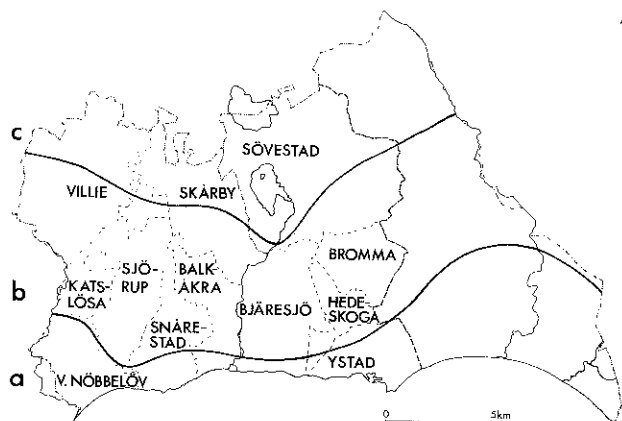 c
SÖVESTAD
VILLIE
SKÅRBY
BROMMA
SJÖ-
RUP
BALK-
ÅKRA
KATS-
LÖSA
b
BJÄRESJÖ
HEDE-
SKOGA
SNÅRE-
STAD
YSTAD
a
V. NÖBBELÖV
0 5km